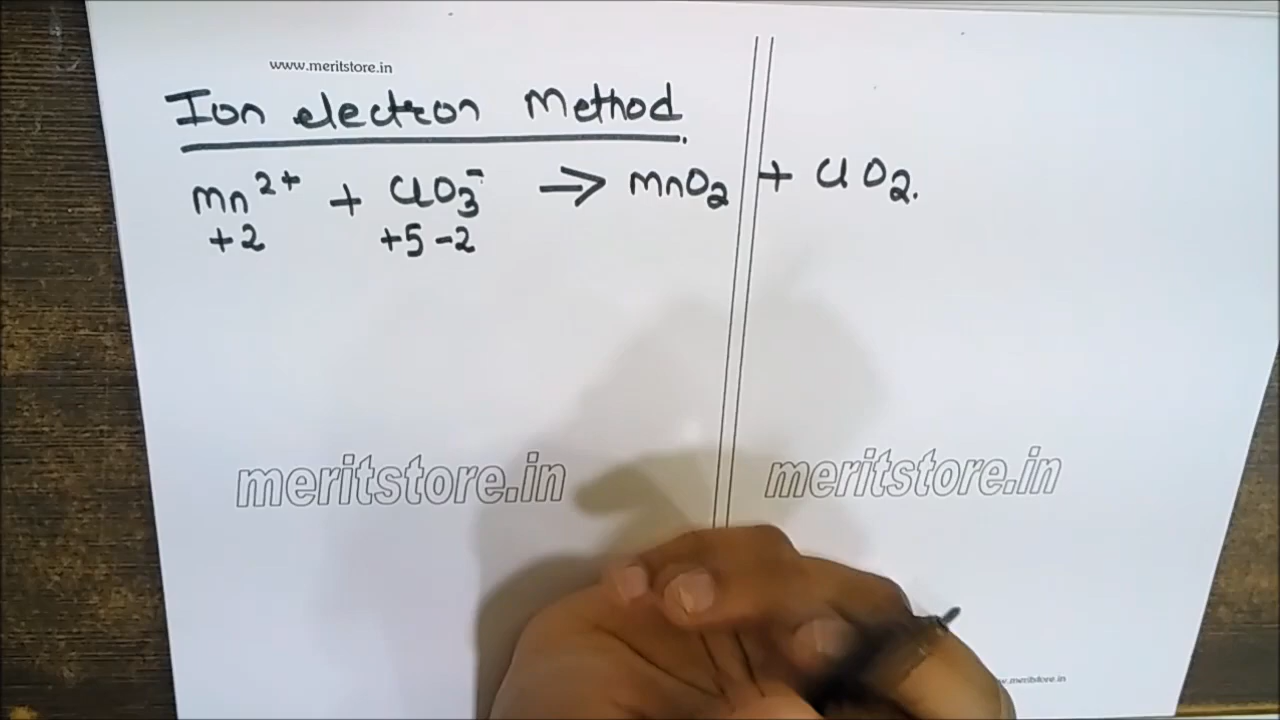 www.meritstore.in
Ion electron Method.
Mn²⁺ + ClO₃⁻ → MnO₂ + ClO₂.
+2 +5 -2
meritstore.in meritstore.in